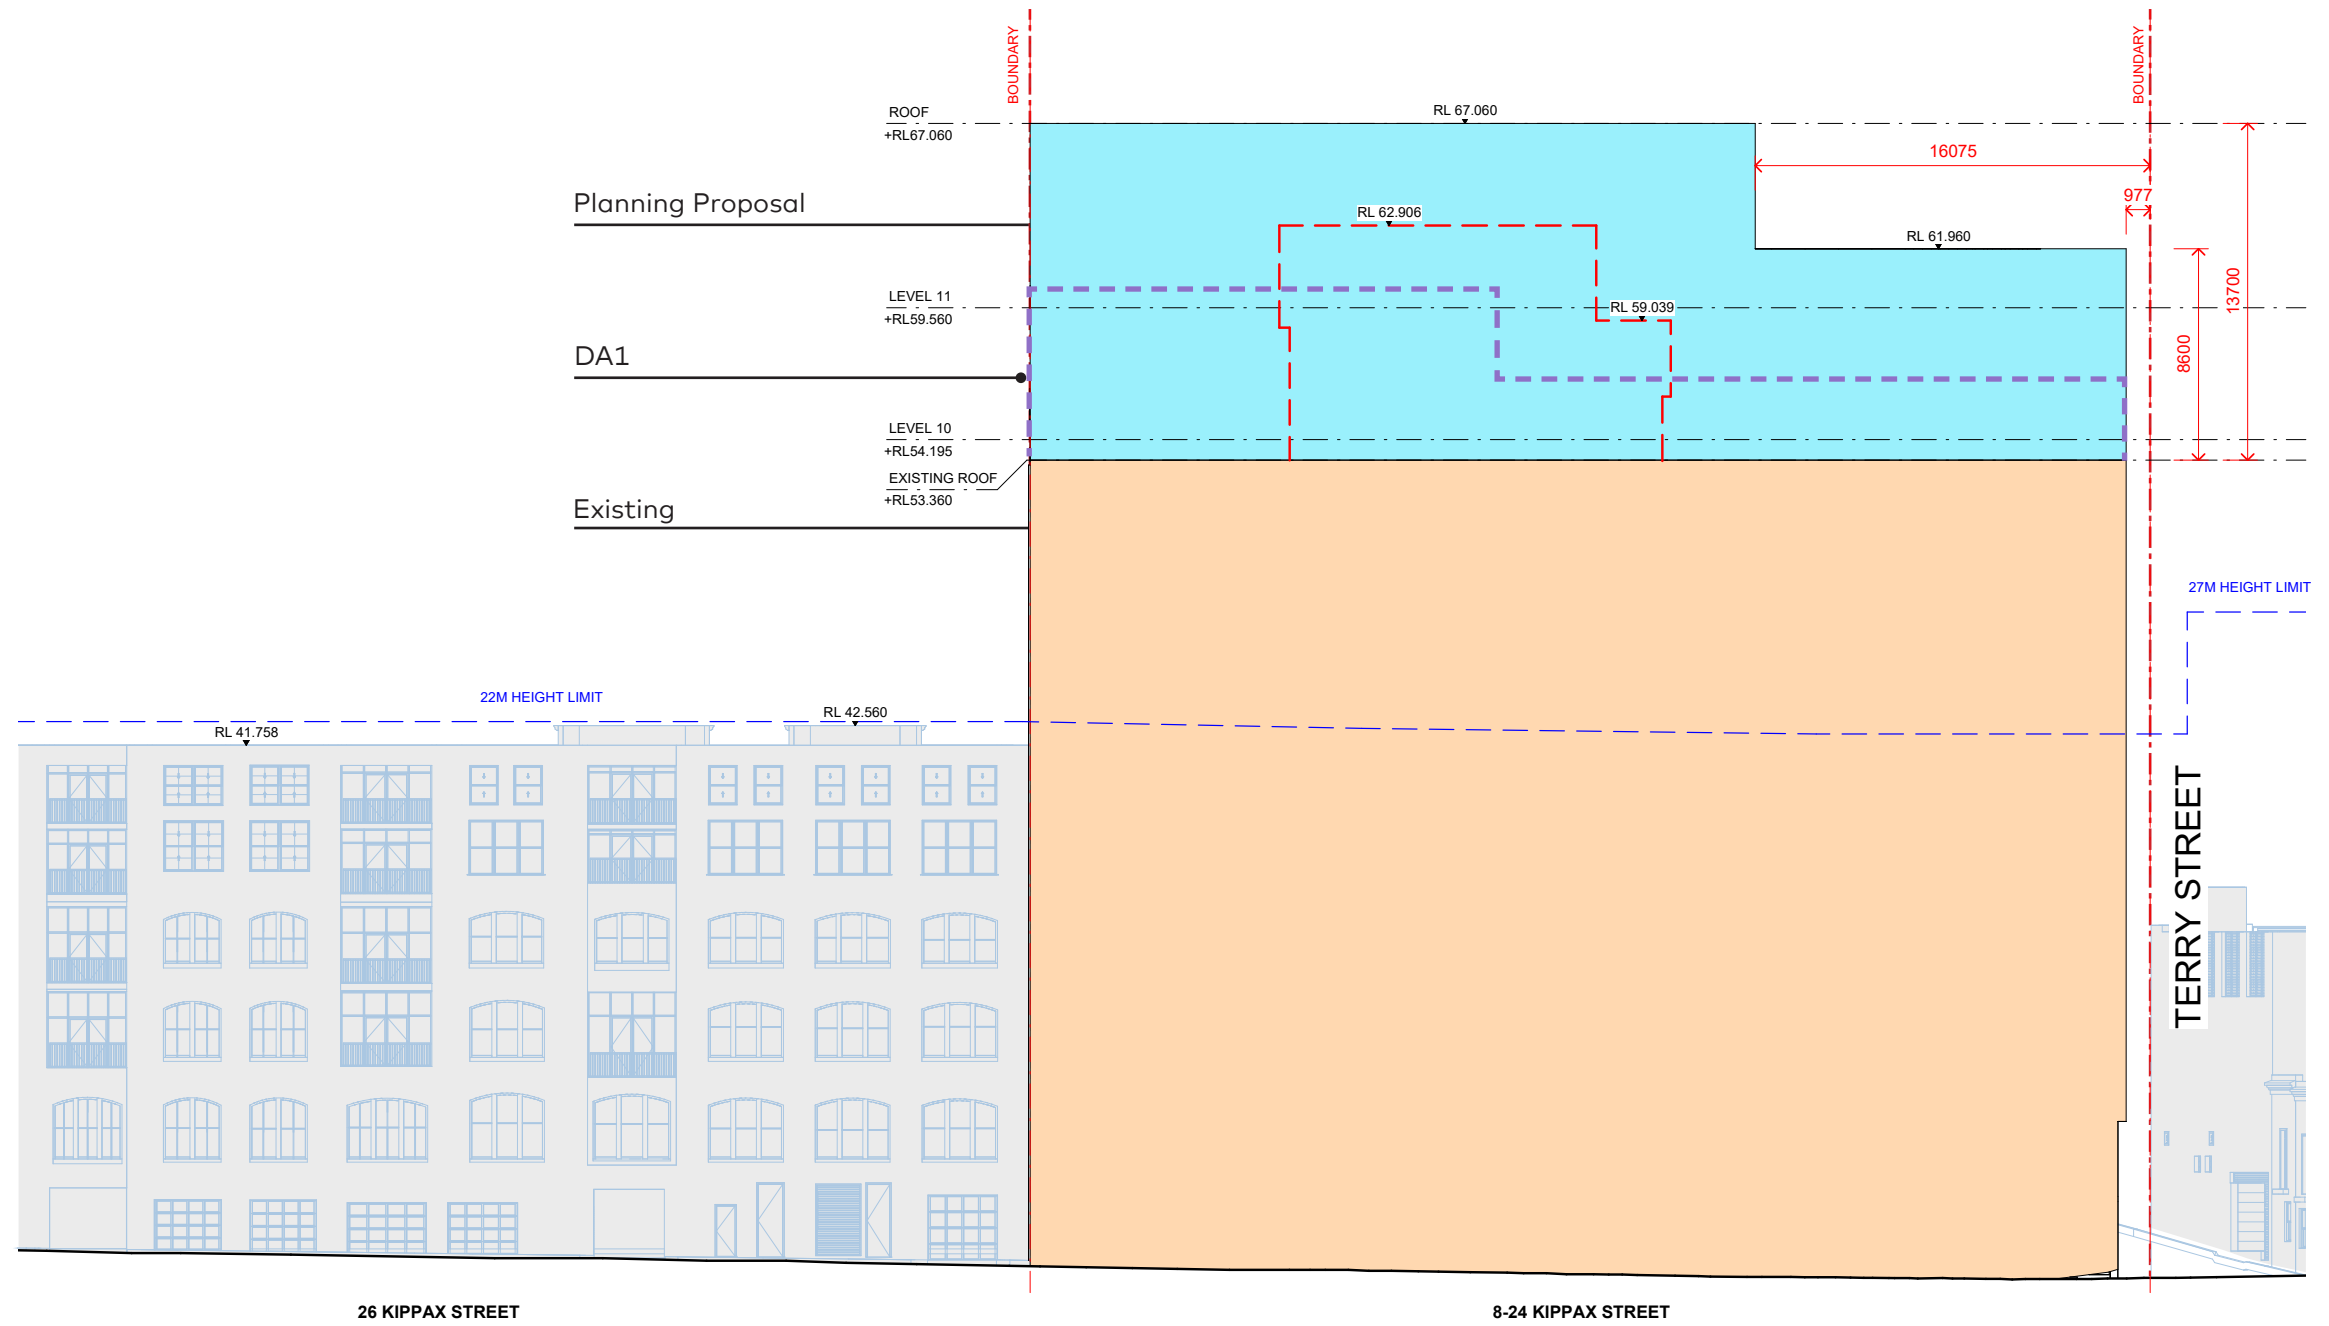 BOUNDARY
BOUNDARY
ROOF
+RL67.060
RL 67.060
16075
977
Planning Proposal
RL 62.906
RL 61.960
LEVEL 11
+RL59.560
RL 59.039
13700
8600
DA1
LEVEL 10
+RL54.195
EXISTING ROOF
+RL53.360
Existing
27M HEIGHT LIMIT
22M HEIGHT LIMIT
RL 42.560
RL 41.758
TERRY STREET
26 KIPPAX STREET
8-24 KIPPAX STREET